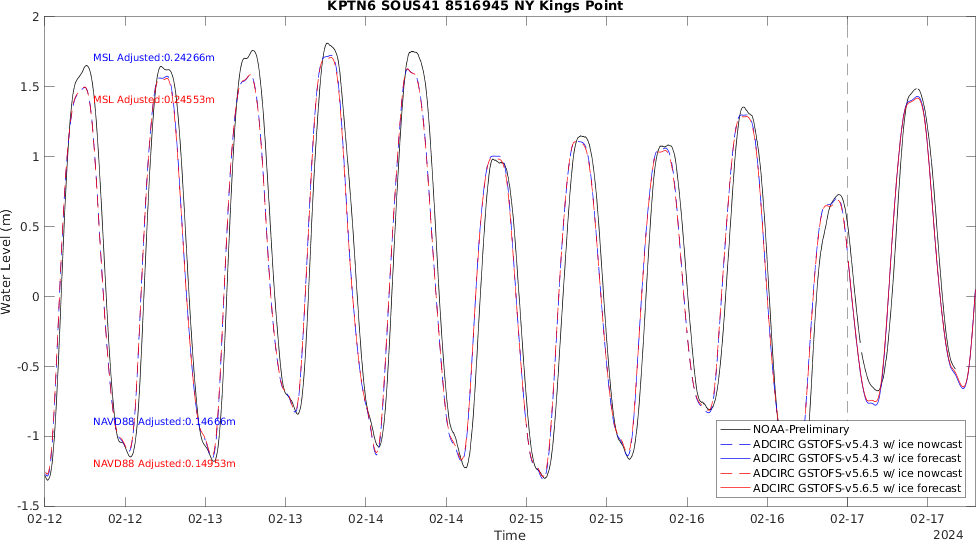 KPTN6 SOUS41 8516945 NY Kings Point
2
1.5
1
0.5
0
-0.5
-1
-1.5
Water Level (m)
MSL Adjusted:0.24266m
MSL Adjusted:0.24553m
NAVD88 Adjusted:0.14666m
NAVD88 Adjusted:0.14953m
NOAA-Preliminary
ADCIRC GSTOFS-v5.4.3 w/ ice nowcast
ADCIRC GSTOFS-v5.4.3 w/ ice forecast
ADCIRC GSTOFS-v5.6.5 w/ ice nowcast
ADCIRC GSTOFS-v5.6.5 w/ ice forecast
02-12 02-12 02-13 02-13 02-14 02-14 02-15 02-15 02-16 02-16 02-17 02-17
Time
2024